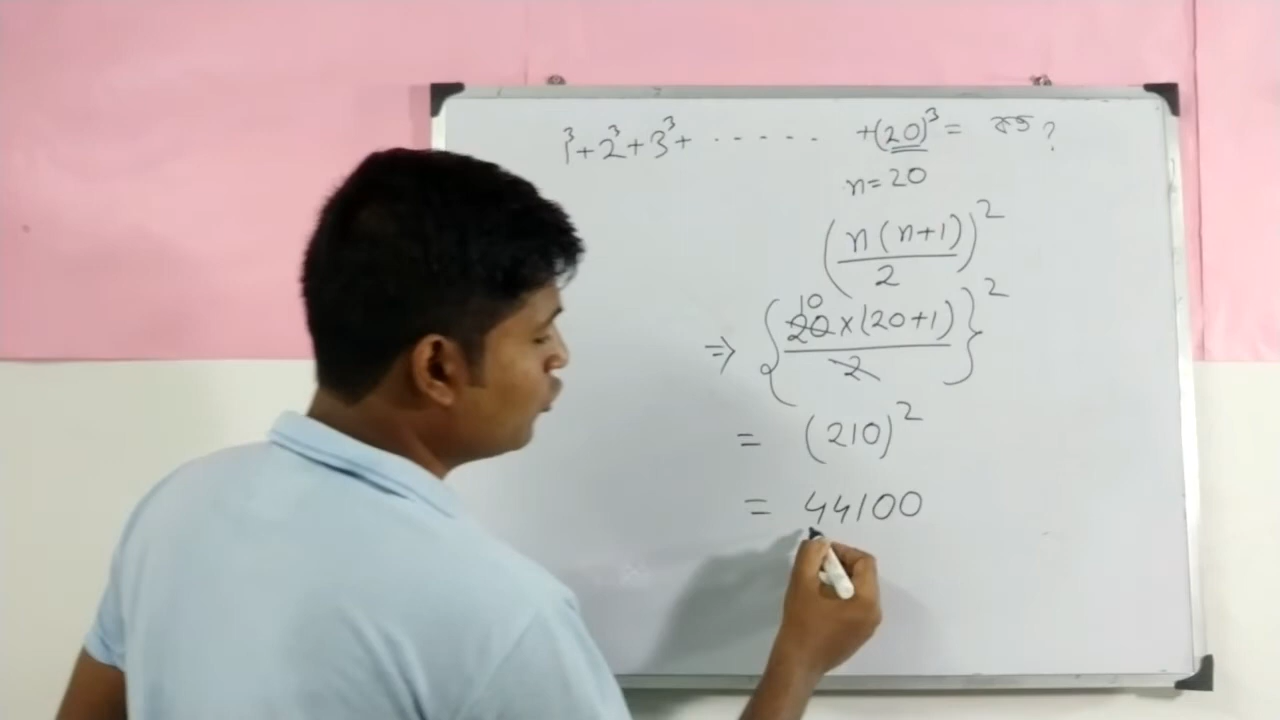 1³+2³+3³+ ...... +(20)³= কত ?
n=20
(n(n+1)/2)²
⇒ {20 10×(20+1)/2}²
= (210)²
= 44100